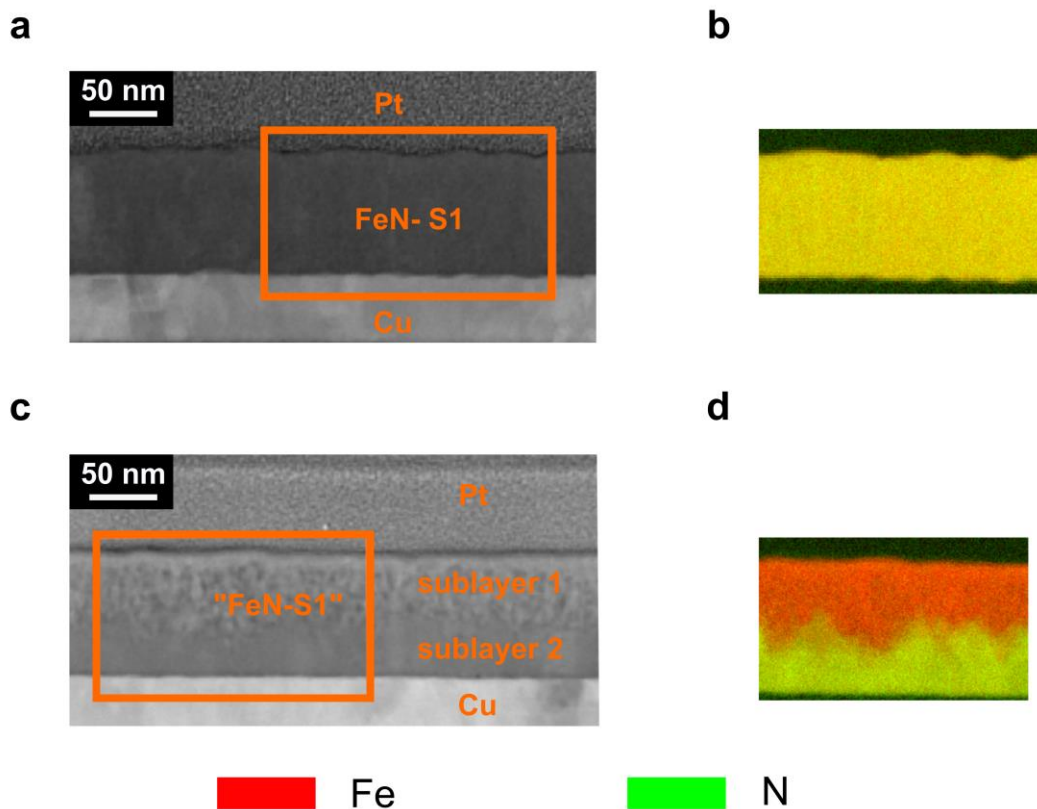 a
b
50 nm
Pt
FeN- S1
Cu
c
d
50 nm
Pt
sublayer 1
"FeN-S1"
sublayer 2
Cu
Fe
N